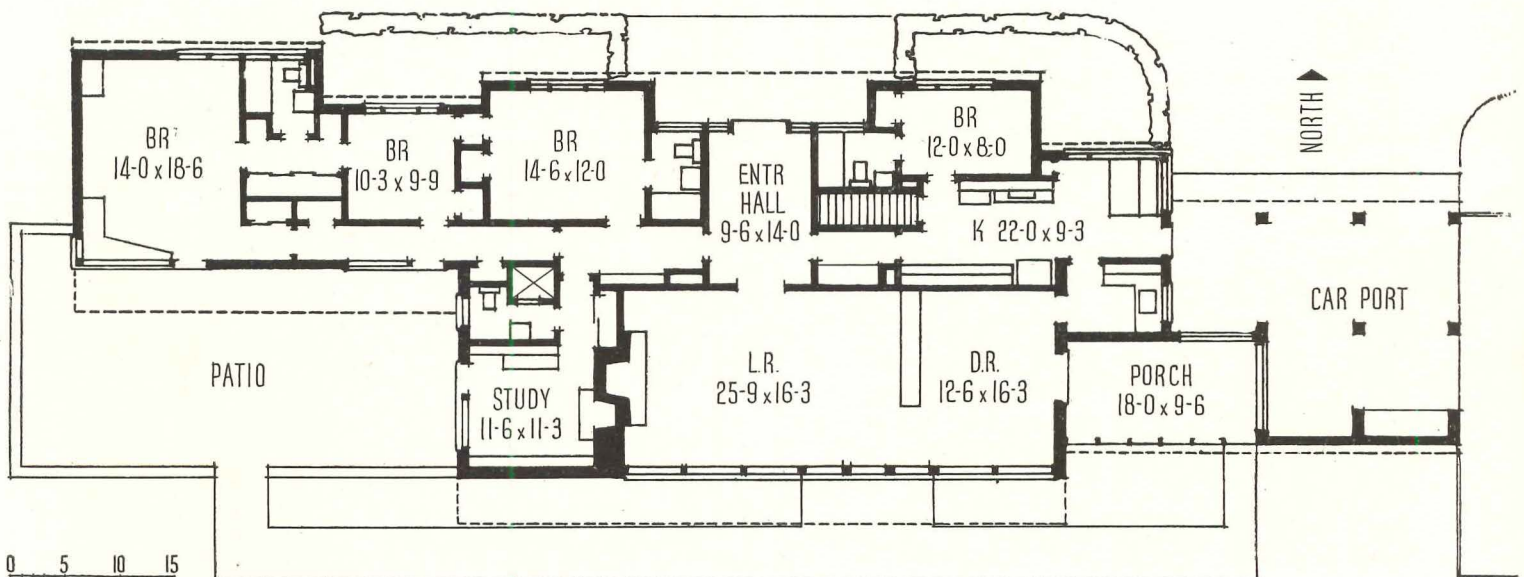 BR
14-0 x 18-6
BR
10-3 x 9-9
BR
14-6 x 12-0
ENTR
HALL
9-6 x 14-0
BR
12-0 x 8-0
K 22-0 x 9-3
NORTH
CAR PORT
PATIO
STUDY
11-6 x 11-3
L.R.
25-9 x 16-3
D.R.
12-6 x 16-3
PORCH
18-0 x 9-6
0 5 10 15